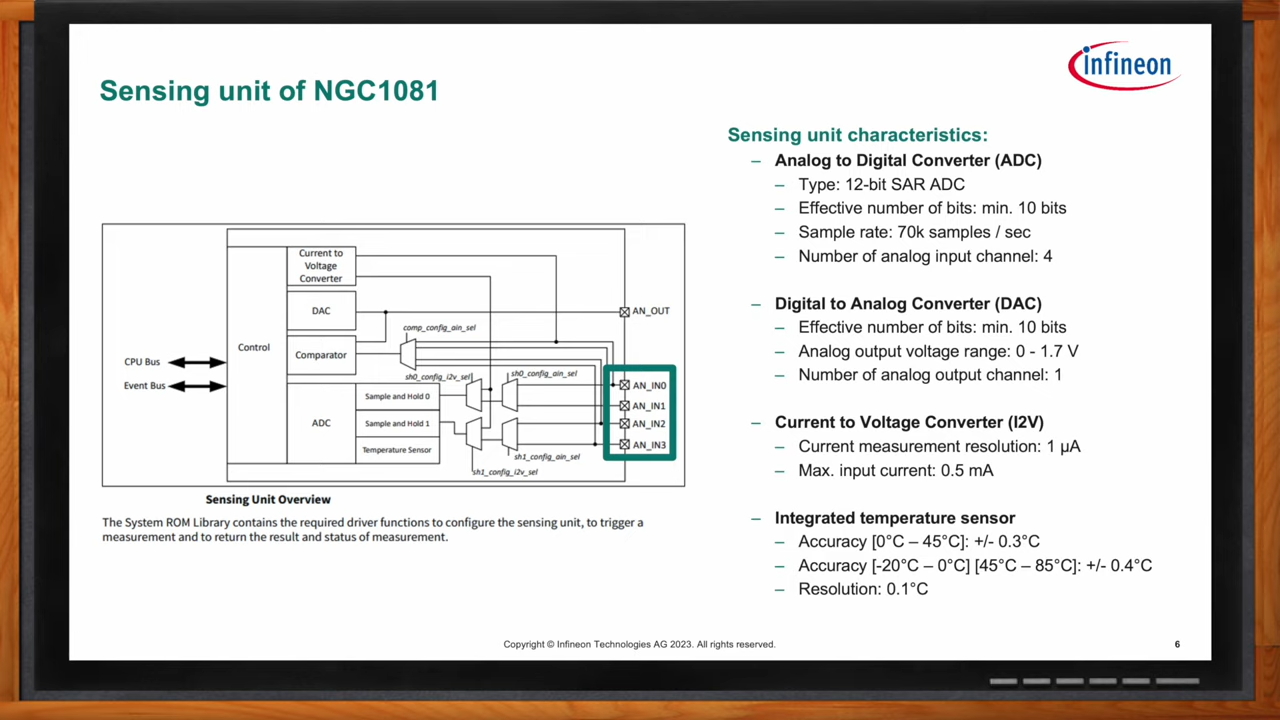 infineon
Sensing unit of NGC1081
Current to
Voltage
Converter
DAC
AN_OUT
comp_config_ain_sel
Control
Comparator
CPU Bus
Event Bus
sh0_config_i2v_sel
sh0_config_ain_sel
AN_IN0
Sample and Hold 0
AN_IN1
ADC
Sample and Hold 1
AN_IN2
AN_IN3
Temperature Sensor
sh1_config_ain_sel
sh1_config_i2v_sel
Sensing Unit Overview
The System ROM Library contains the required driver functions to configure the sensing unit, to trigger a
measurement and to return the result and status of measurement.
Sensing unit characteristics:
– Analog to Digital Converter (ADC)
– Type: 12-bit SAR ADC
– Effective number of bits: min. 10 bits
– Sample rate: 70k samples / sec
– Number of analog input channel: 4
– Digital to Analog Converter (DAC)
– Effective number of bits: min. 10 bits
– Analog output voltage range: 0 - 1.7 V
– Number of analog output channel: 1
– Current to Voltage Converter (I2V)
– Current measurement resolution: 1 µA
– Max. input current: 0.5 mA
– Integrated temperature sensor
– Accuracy [0°C – 45°C]: +/- 0.3°C
– Accuracy [-20°C – 0°C] [45°C – 85°C]: +/- 0.4°C
– Resolution: 0.1°C
Copyright © Infineon Technologies AG 2023. All rights reserved.
6